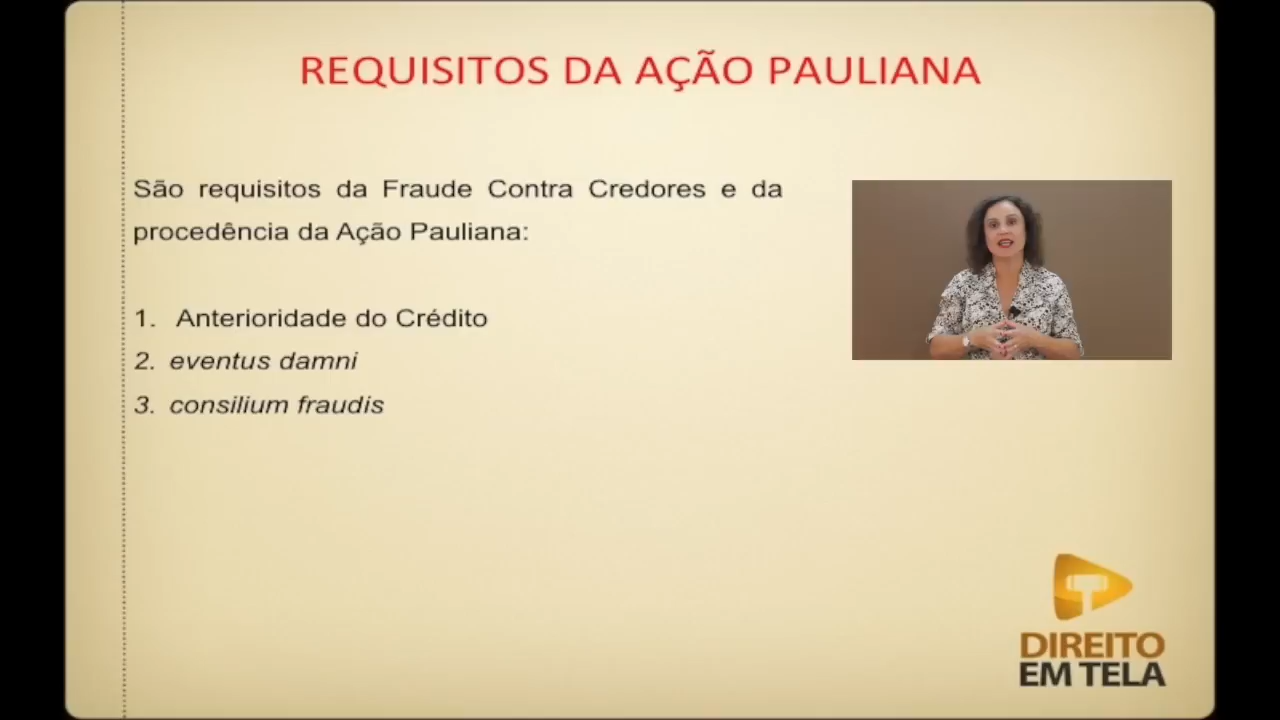 REQUISITOS DA AÇÃO PAULIANA
São requisitos da Fraude Contra Credores e da
procedência da Ação Pauliana:
1. Anterioridade do Crédito
2. eventus damni
3. consilium fraudis
DIREITO
EM TELA